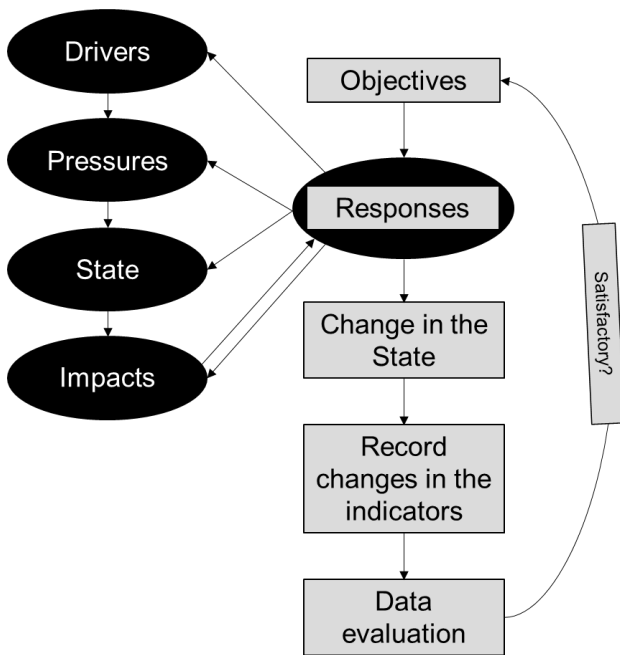 Drivers
Pressures
State
Impacts
Objectives
Responses
Change in the
State
Record
changes in the
indicators
Data
evaluation
Satisfactory?